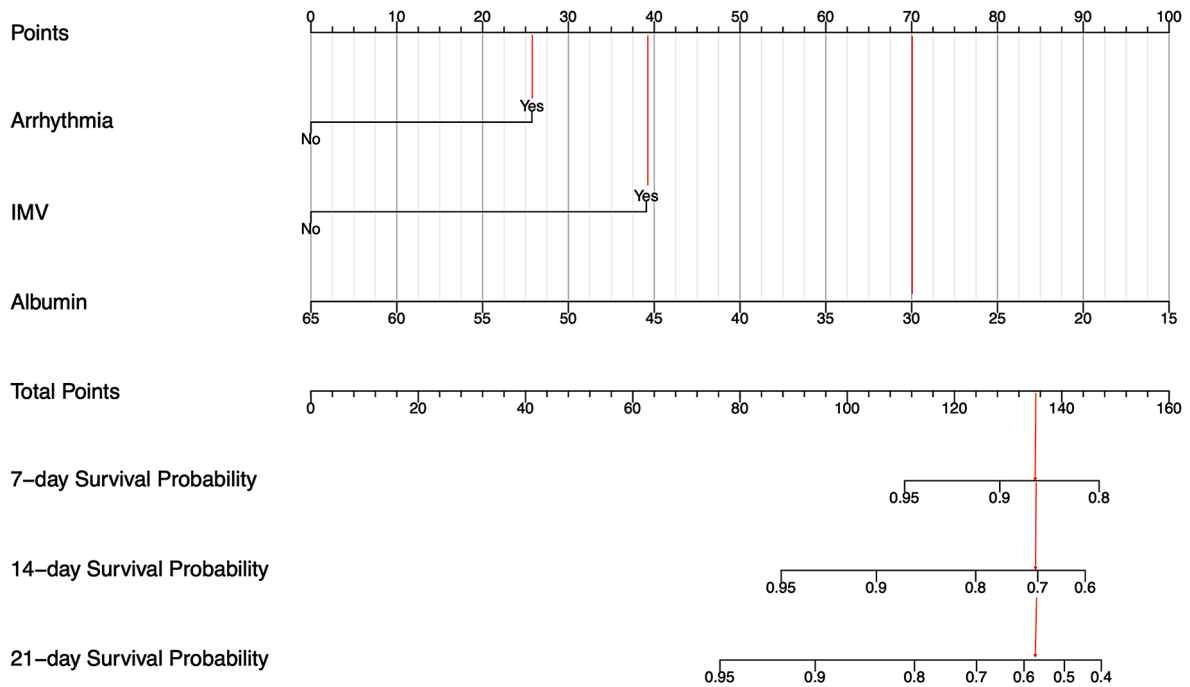 0 10 20 30 40 50 60 70 80 90 100
Points
Yes
Arrhythmia
No
Yes
IMV
No
Albumin
65 60 55 50 45 40 35 30 25 20 15
Total Points
0 20 40 60 80 100 120 140 160
7−day Survival Probability
0.95 0.9 0.8
14−day Survival Probability
0.95 0.9 0.8 0.7 0.6
21−day Survival Probability
0.95 0.9 0.8 0.7 0.6 0.5 0.4